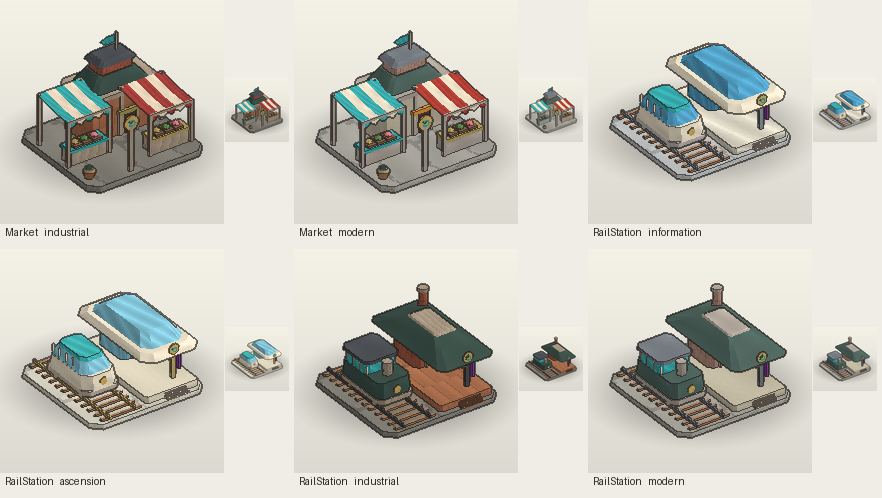 Market industrial
Market modern
RailStation information
RailStation ascension
RailStation industrial
RailStation modern